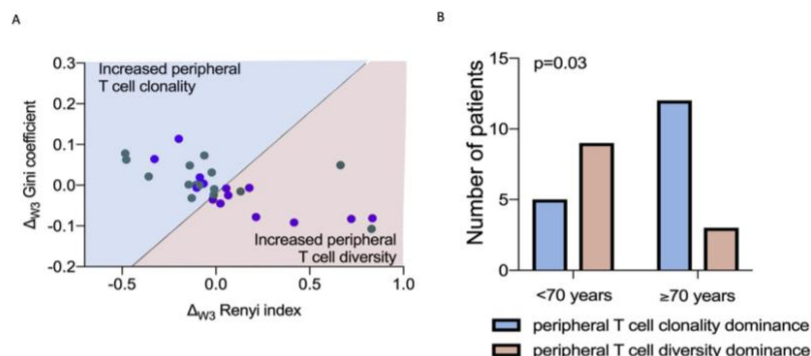 A
0.3
0.2
0.1
0.0
-0.1
-0.2
Δw3 Gini coefficient
Increased peripheral
T cell clonality
Increased peripheral
T cell diversity
-0.5
0.0
0.5
1.0
Δw3 Renyi index
B
p=0.03
15
10
5
0
Number of patients
<70 years
≥70 years
peripheral T cell clonality dominance
peripheral T cell diversity dominance